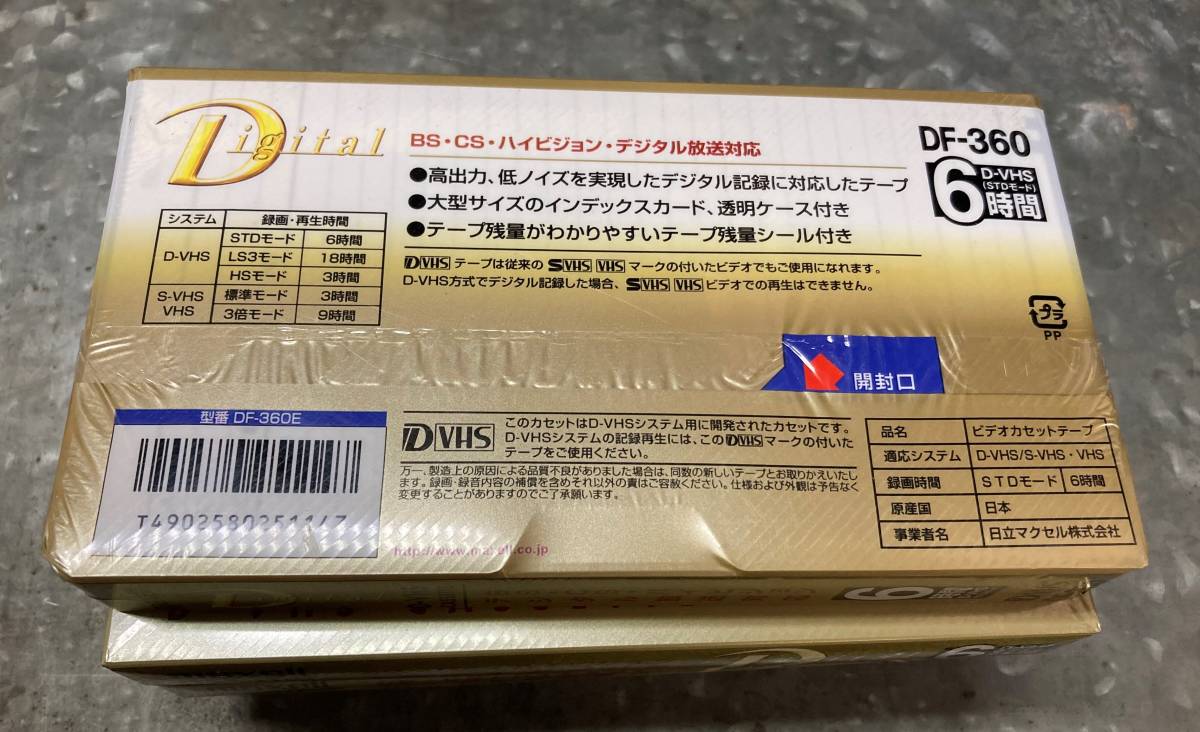 Digital
BS・CS・ハイビジョン・デジタル放送対応
●高出力、低ノイズを実現したデジタル記録に対応したテープ
●大型サイズのインデックスカード、透明ケース付き
●テープ残量がわかりやすいテープ残量シール付き
DVHS テープは従来の SVHS VHS マークの付いたビデオでもご使用になれます。
D-VHS方式でデジタル記録した場合、SVHS VHS ビデオでの再生はできません。
DF-360
6時間
D-VHS
(STDモード)
システム 録画・再生時間
D-VHS STDモード 6時間
LS3モード 18時間
HSモード 3時間
S-VHS VHS 標準モード 3時間
3倍モード 9時間
プラ
PP
開封口
型番 DF-360E
T4902580251147
DVHS
このカセットはD-VHSシステム用に開発されたカセットです。
D-VHSシステムの記録再生には、この DVHS マークの付いた
テープをご使用ください。
万一、製造上の原因による品質不良がありました場合は、同数の新しいテープとお取りかえいたし
ます。録画・録音内容の補償を含めそれ以外の責はご容赦ください。仕様および外観は予告なく
変更することがありますのでご了承願います。
http://www.maxell.co.jp
品名 ビデオカセットテープ
適応システム D-VHS/S-VHS・VHS
録画時間 STDモード 6時間
原産国 日本
事業者名 日立マクセル株式会社